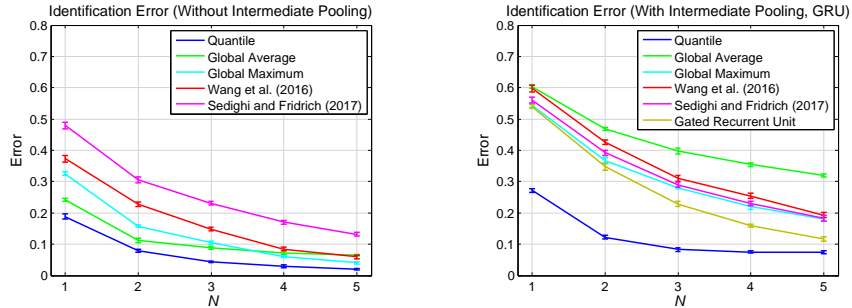 Identification Error (Without Intermediate Pooling)
0.8
0.7
0.6
0.5
0.4
0.3
0.2
0.1
0
Error
Quantile
Global Average
Global Maximum
Wang et al. (2016)
Sedighi and Fridrich (2017)
1 2 3 4 5
N
Identification Error (With Intermediate Pooling, GRU)
0.8
0.7
0.6
0.5
0.4
0.3
0.2
0.1
0
Error
Quantile
Global Average
Global Maximum
Wang et al. (2016)
Sedighi and Fridrich (2017)
Gated Recurrent Unit
1 2 3 4 5
N